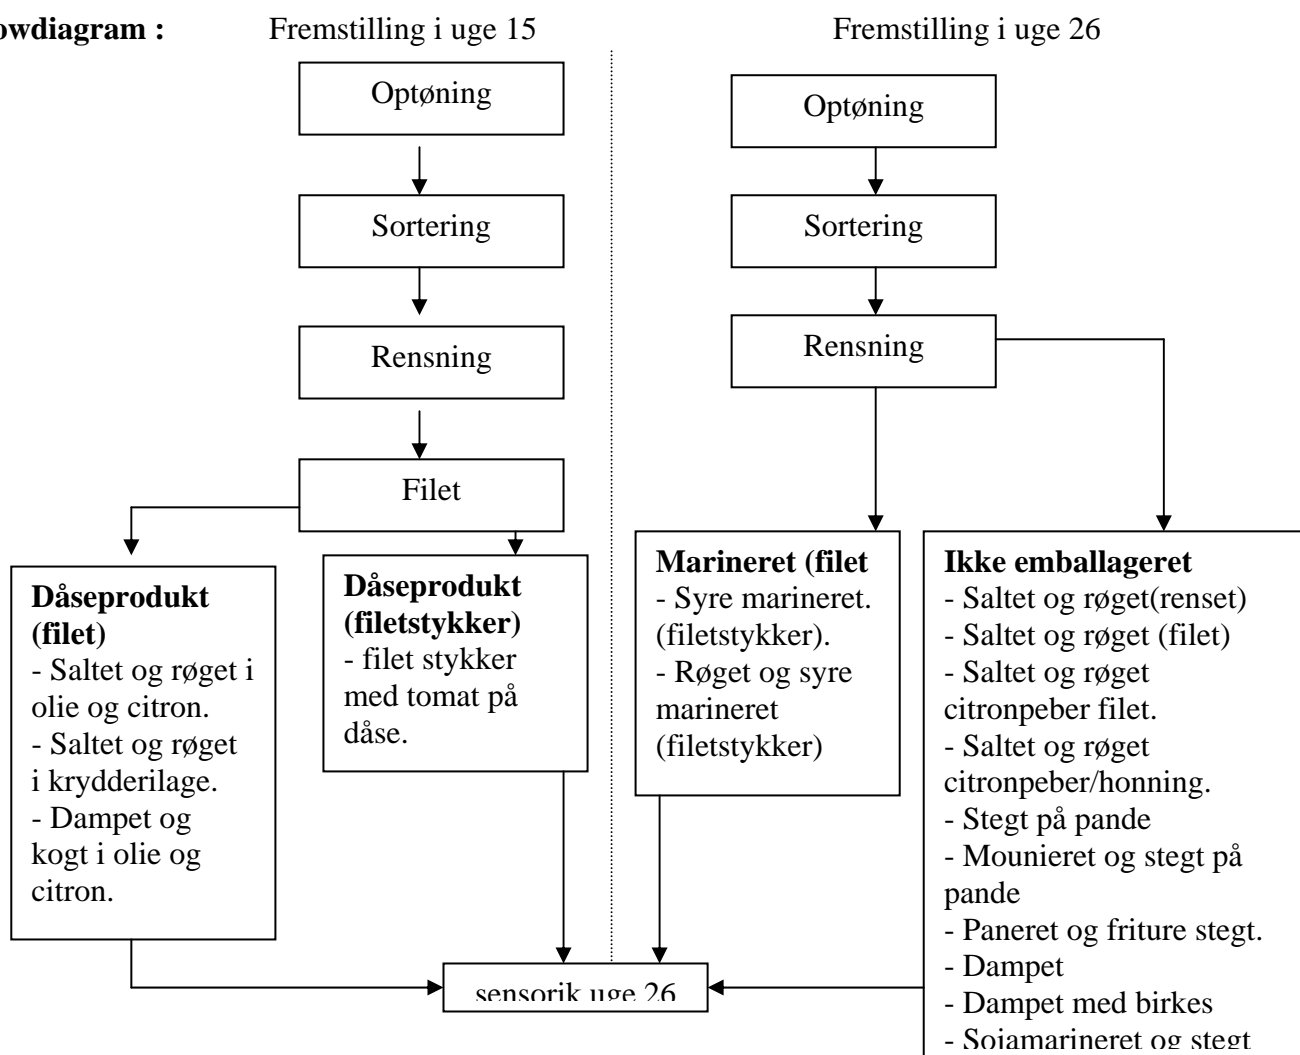 owdiagram :
Fremstilling i uge 15
Fremstilling i uge 26
Optøning
Sortering
Rensning
Filet
Dåseprodukt
(filet)
- Saltet og røget i
olie og citron.
- Saltet og røget
i krydderilage.
- Dampet og
kogt i olie og
citron.
Dåseprodukt
(filetstykker)
- filet stykker
med tomat på
dåse.
Optøning
Sortering
Rensning
Marineret (filet
- Syre marineret.
(filetstykker).
- Røget og syre
marineret
(filetstykker)
Ikke emballageret
- Saltet og røget(renset)
- Saltet og røget (filet)
- Saltet og røget
citronpeber filet.
- Saltet og røget
citronpeber/honning.
- Stegt på pande
- Mounieret og stegt på
pande
- Paneret og friture stegt.
- Dampet
- Dampet med birkes
- Sojamarineret og stegt
sensorik uge 26